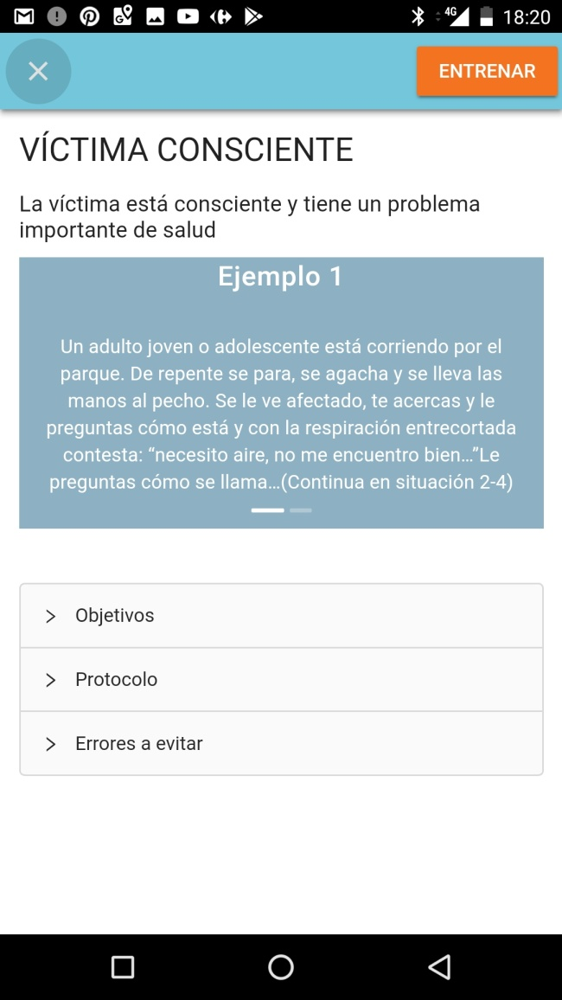 4G 18:20
ENTRENAR
VÍCTIMA CONSCIENTE
La víctima está consciente y tiene un problema
importante de salud
Ejemplo 1
Un adulto joven o adolescente está corriendo por el
parque. De repente se para, se agacha y se lleva las
manos al pecho. Se le ve afectado, te acercas y le
preguntas cómo está y con la respiración entrecortada
contesta: “necesito aire, no me encuentro bien...”Le
preguntas cómo se llama...(Continua en situación 2-4)
Objetivos
Protocolo
Errores a evitar